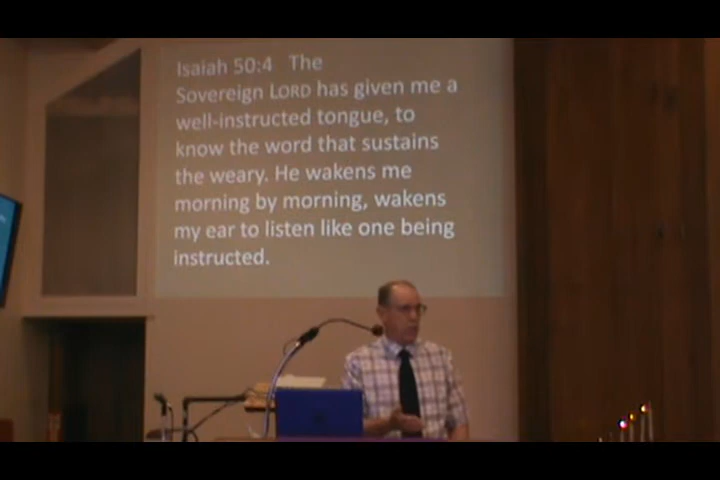 Isaiah 50:4 The
Sovereign LORD has given me a
well-instructed tongue, to
know the word that sustains
the weary. He wakens me
morning by morning, wakens
my ear to listen like one being
instructed.